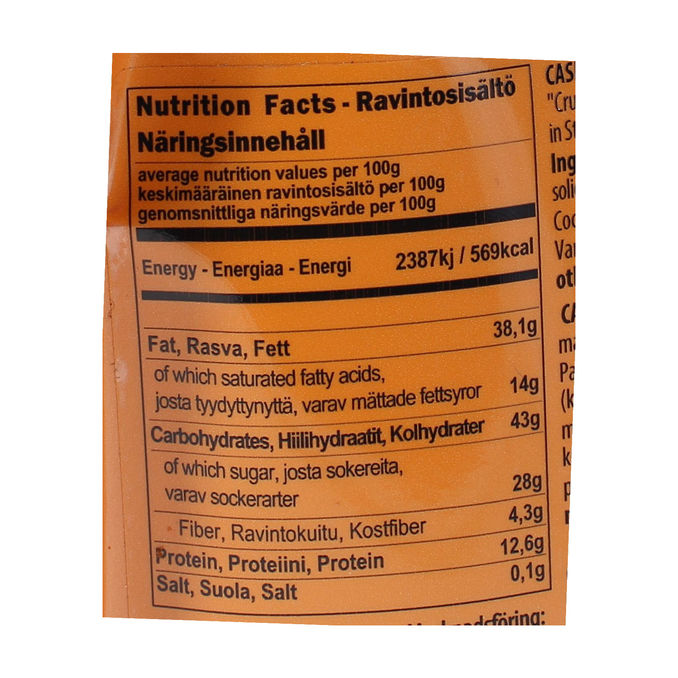 Nutrition Facts - Ravintosisältö
Näringsinnehåll
average nutrition values per 100g
keskimääräinen ravintosisältö per 100g
genomsnittliga näringsvärde per 100g
Energy - Energiaa - Energi 2387kj / 569kcal
Fat, Rasva, Fett 38,1g
of which saturated fatty acids,
josta tyydyttynyttä, varav mättade fettsyror 14g
Carbohydrates, Hiilihydraatit, Kolhydrater 43g
of which sugar, josta sokereita,
varav sockerarter 28g
Fiber, Ravintokuitu, Kostfiber 4,3g
Protein, Proteiini, Protein 12,6g
Salt, Suola, Salt 0,1g
CAS
"Cru
in St
Ing
soli
Coc
Var
oth
CA
ma
Pa
(k
m
k
p